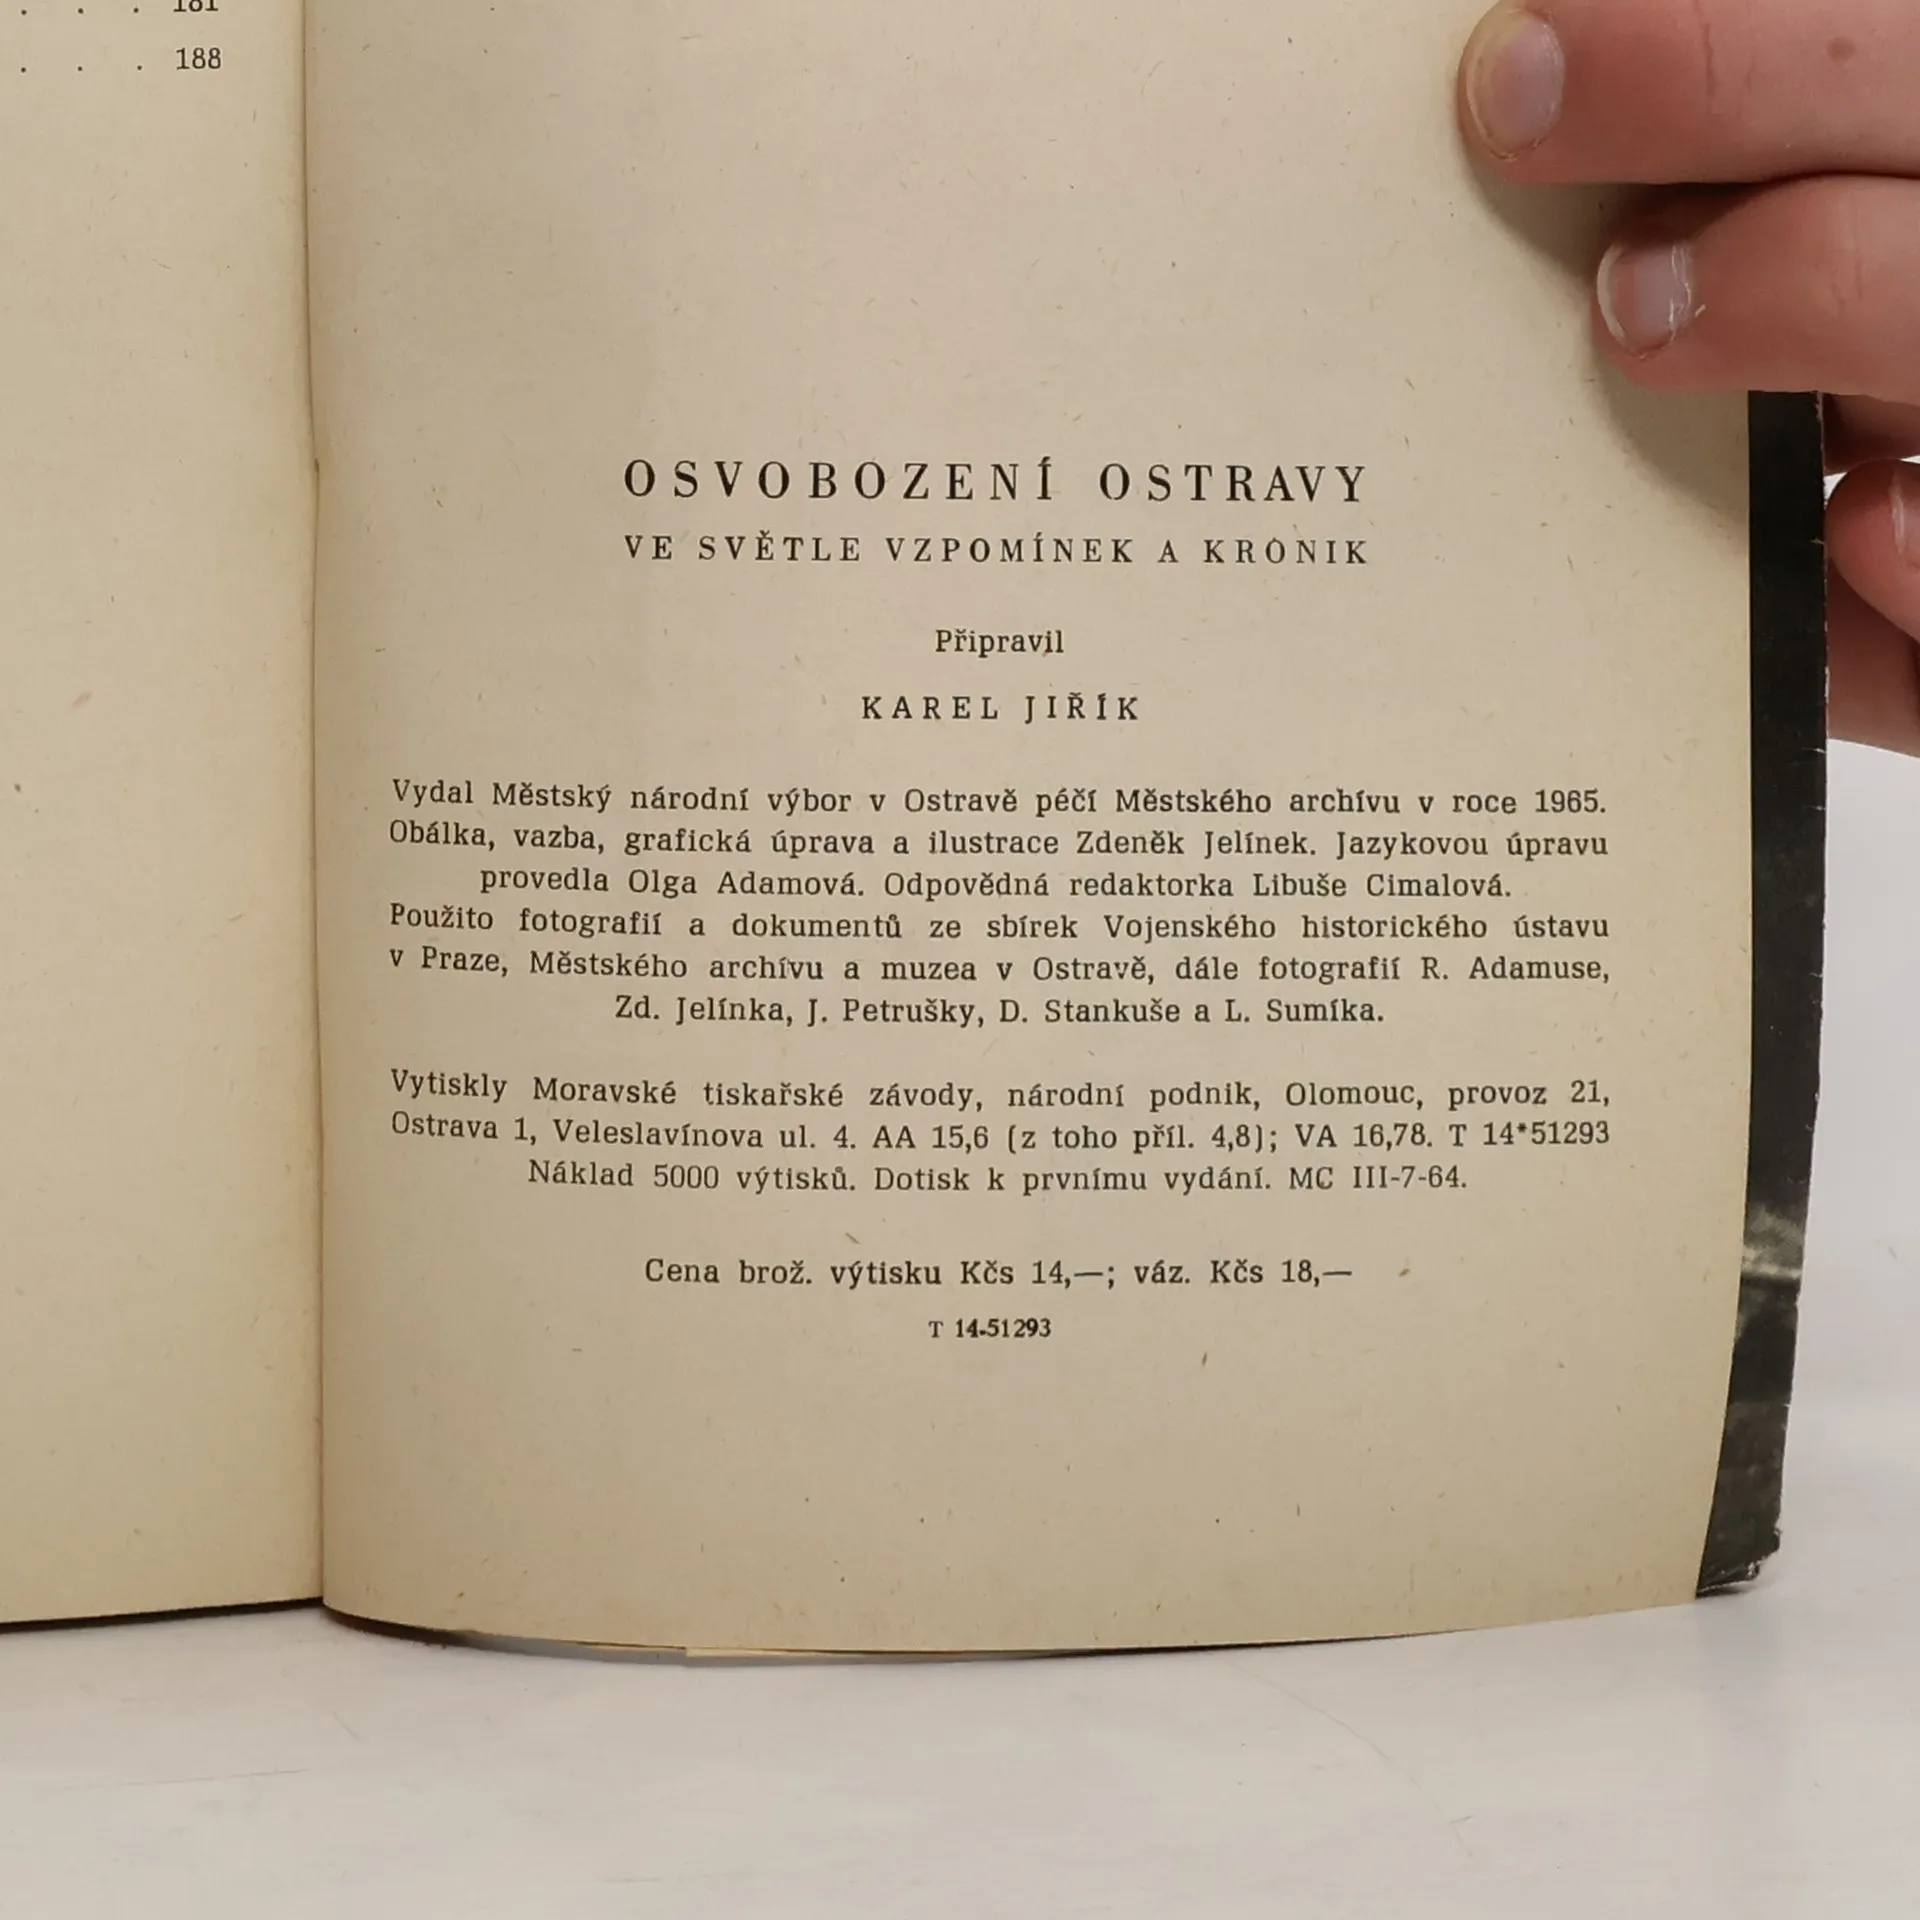 . . . 181
. . . 188
OSVOBOZENÍ OSTRAVY
VE SVĚTLE VZPOMÍNEK A KRONIK
Připravil
KAREL JIŘÍK
Vydal Městský národní výbor v Ostravě péčí Městského archívu v roce 1965.
Obálka, vazba, grafická úprava a ilustrace Zdeněk Jelínek. Jazykovou úpravu
provedla Olga Adamová. Odpovědná redaktorka Libuše Cimalová.
Použito fotografií a dokumentů ze sbírek Vojenského historického ústavu
v Praze, Městského archívu a muzea v Ostravě, dále fotografií R. Adamuse,
Zd. Jelínka, J. Petrušky, D. Stankuše a L. Sumíka.
Vytiskly Moravské tiskařské závody, národní podnik, Olomouc, provoz 21,
Ostrava 1, Veleslavínova ul. 4. AA 15,6 (z toho příl. 4,8); VA 16,78. T 14*51293
Náklad 5000 výtisků. Dotisk k prvnímu vydání. MC III-7-64.
Cena brož. výtisku Kčs 14,—; váz. Kčs 18,—
T 14-51293